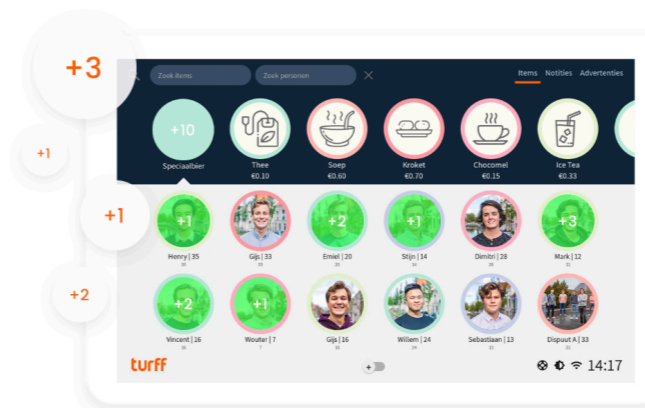 +3
+1
+1
+2
Zoek items
Zoek personen
Items Notities Advertenties
+10
Speciaalbier
Thee
€0.10
Soep
€0.60
Kroket
€0.70
Chocomel
€0.15
Ice Tea
€0.33
+1
Henry | 35
Gijs | 33
+2
Emiel | 20
+1
Stijn | 14
Dimitri | 28
+3
Mark | 12
+2
Vincent | 16
+1
Wouter | 7
Gijs | 16
Willem | 24
Sebastiaan | 13
Dispuut A | 33
turff
+
14:17